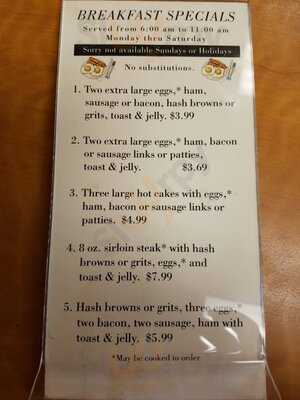 BREAKFAST SPECIALS
Served from 6:00 am to 11:00 am
Monday thru Saturday
Sorry not available Sundays or Holidays
No substitutions.
1. Two extra large eggs,* ham,
sausage or bacon, hash browns or
grits, toast & jelly. $3.99
2. Two extra large eggs,* ham, bacon
or sausage links or patties,
toast & jelly. $3.69
3. Three large hot cakes with eggs,*
ham, bacon or sausage links or
patties. $4.99
4. 8 oz. sirloin steak* with hash
browns or grits, eggs,* and
toast & jelly. $7.99
5. Hash browns or grits, three eggs,*
two bacon, two sausage, ham with
toast & jelly. $5.99
*May be cooked to order